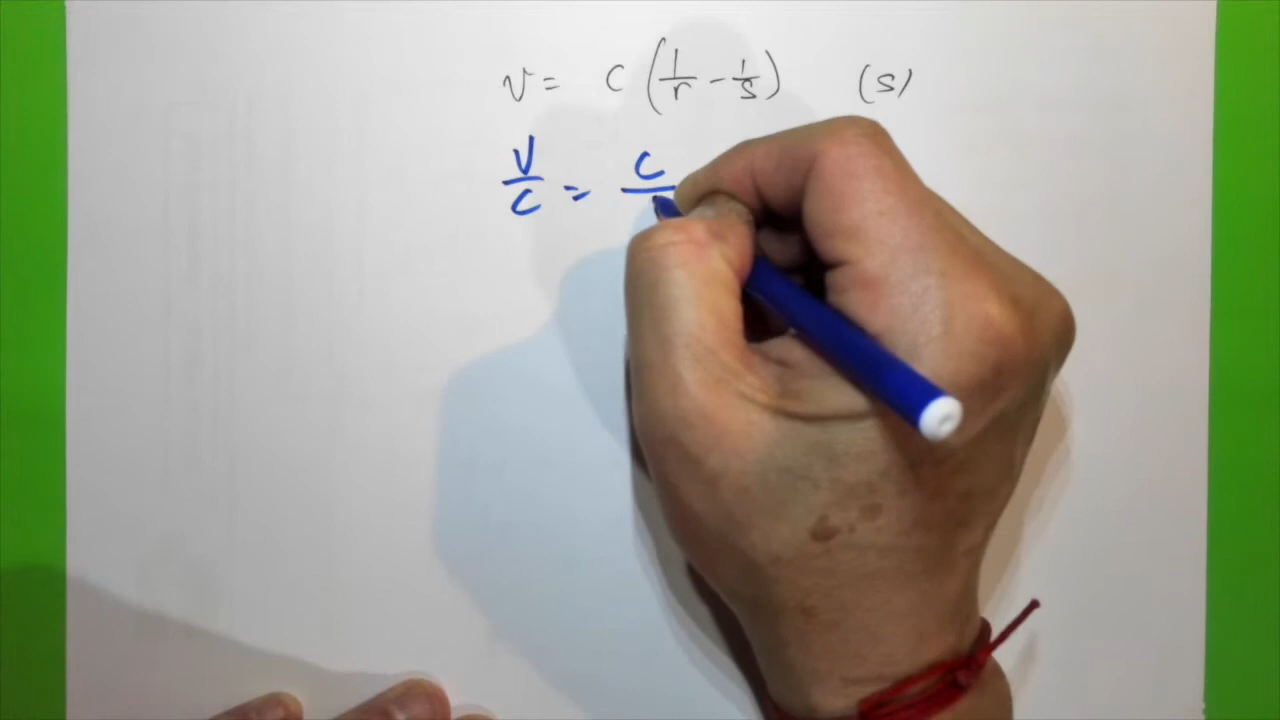 v = c (1/r - 1/s) (s)
V/C = C/